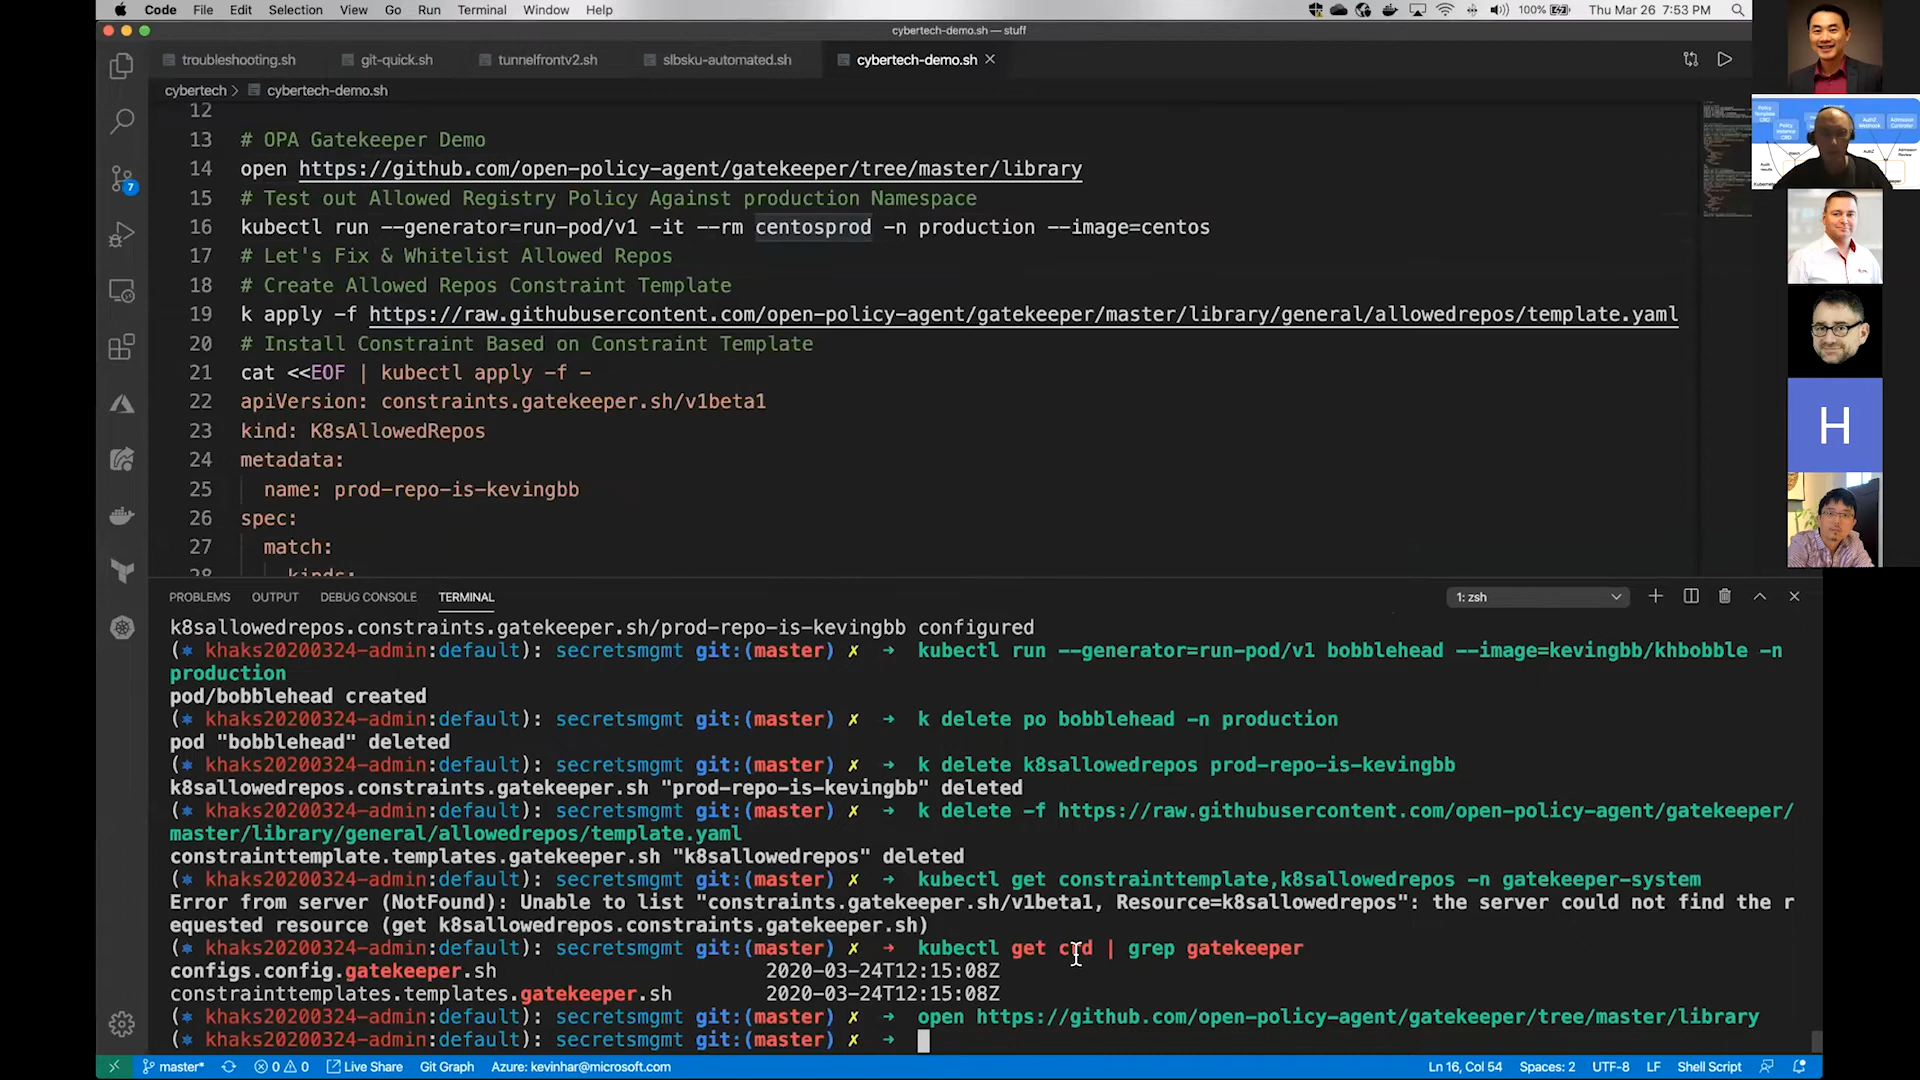 Code File Edit Selection View Go Run Terminal Window Help 100% Thu Mar 26 7:53 PM
cybertech-demo.sh — stuff
troubleshooting.sh git-quick.sh tunnelfrontv2.sh slbsku-automated.sh cybertech-demo.sh
cybertech > cybertech-demo.sh
12
13 # OPA Gatekeeper Demo
14 open https://github.com/open-policy-agent/gatekeeper/tree/master/library
15 # Test out Allowed Registry Policy Against production Namespace
16 kubectl run --generator=run-pod/v1 -it --rm centosprod -n production --image=centos
17 # Let's Fix & Whitelist Allowed Repos
18 # Create Allowed Repos Constraint Template
19 k apply -f https://raw.githubusercontent.com/open-policy-agent/gatekeeper/master/library/general/allowedrepos/template.yaml
20 # Install Constraint Based on Constraint Template
21 cat <<EOF | kubectl apply -f -
22 apiVersion: constraints.gatekeeper.sh/v1beta1
23 kind: K8sAllowedRepos
24 metadata:
25 name: prod-repo-is-kevingbb
26 spec:
27 match:
28 kinds:
7
H
PROBLEMS OUTPUT DEBUG CONSOLE TERMINAL 1: zsh
k8sallowedrepos.constraints.gatekeeper.sh/prod-repo-is-kevingbb configured
(⎈ khaks20200324-admin:default): secretsmgmt git:(master) ✗ → kubectl run --generator=run-pod/v1 bobblehead --image=kevingbb/khbobble -n
production
pod/bobblehead created
(⎈ khaks20200324-admin:default): secretsmgmt git:(master) ✗ → k delete po bobblehead -n production
pod "bobblehead" deleted
(⎈ khaks20200324-admin:default): secretsmgmt git:(master) ✗ → k delete k8sallowedrepos prod-repo-is-kevingbb
k8sallowedrepos.constraints.gatekeeper.sh "prod-repo-is-kevingbb" deleted
(⎈ khaks20200324-admin:default): secretsmgmt git:(master) ✗ → k delete -f https://raw.githubusercontent.com/open-policy-agent/gatekeeper/
master/library/general/allowedrepos/template.yaml
constrainttemplate.templates.gatekeeper.sh "k8sallowedrepos" deleted
(⎈ khaks20200324-admin:default): secretsmgmt git:(master) ✗ → kubectl get constrainttemplate,k8sallowedrepos -n gatekeeper-system
Error from server (NotFound): Unable to list "constraints.gatekeeper.sh/v1beta1, Resource=k8sallowedrepos": the server could not find the r
equested resource (get k8sallowedrepos.constraints.gatekeeper.sh)
(⎈ khaks20200324-admin:default): secretsmgmt git:(master) ✗ → kubectl get crd | grep gatekeeper
configs.config.gatekeeper.sh 2020-03-24T12:15:08Z
constrainttemplates.templates.gatekeeper.sh 2020-03-24T12:15:08Z
(⎈ khaks20200324-admin:default): secretsmgmt git:(master) ✗ → open https://github.com/open-policy-agent/gatekeeper/tree/master/library
(⎈ khaks20200324-admin:default): secretsmgmt git:(master) ✗ →
master* 0 0 Live Share Git Graph Azure: kevinhar@microsoft.com Ln 16, Col 54 Spaces: 2 UTF-8 LF Shell Script